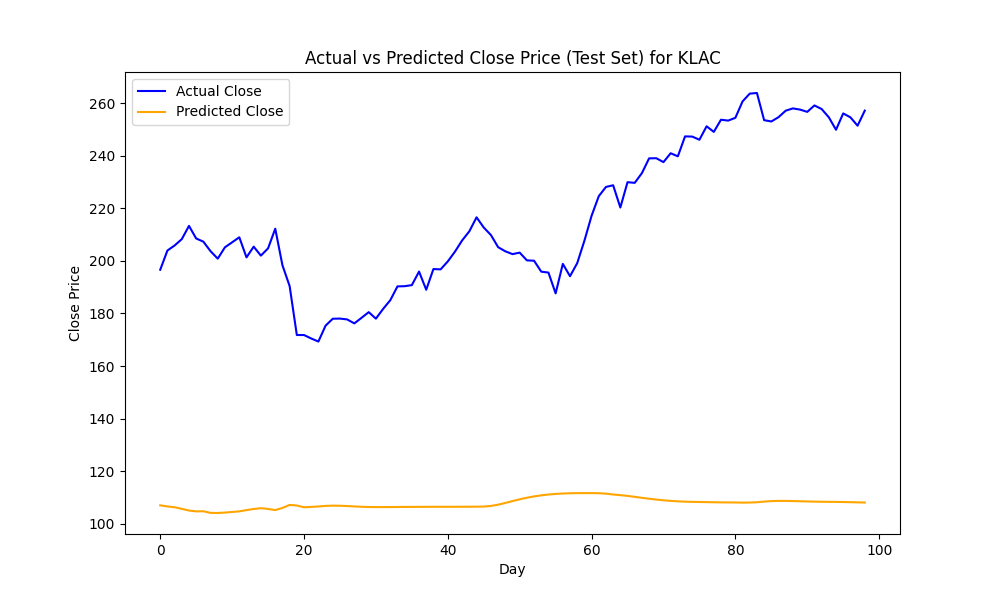 Actual vs Predicted Close Price (Test Set) for KLAC
Actual Close
Predicted Close
Close Price
260
240
220
200
180
160
140
120
100
0 20 40 60 80 100
Day